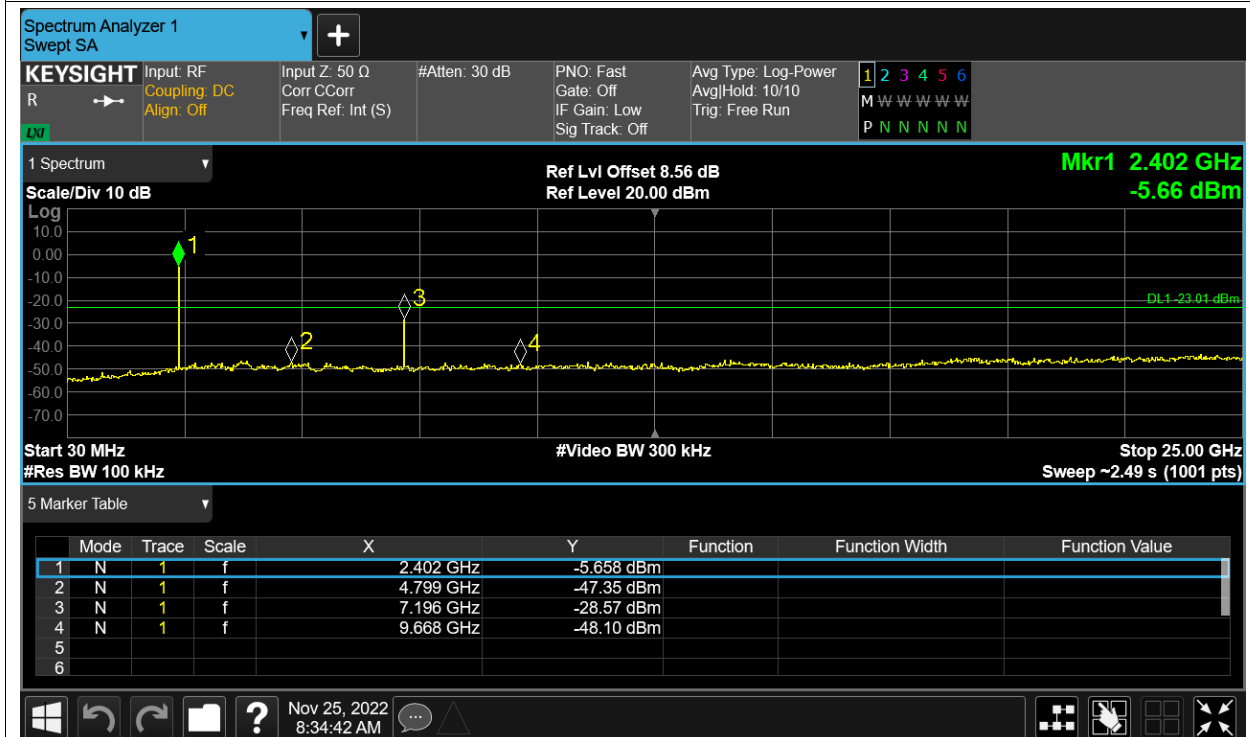 Spectrum Analyzer 1
Swept SA
+
KEYSIGHT
R
LXI
Input: RF
Coupling: DC
Align: Off
Input Z: 50 Ω
Corr CCorr
Freq Ref: Int (S)
#Atten: 30 dB
PNO: Fast
Gate: Off
IF Gain: Low
Sig Track: Off
Avg Type: Log-Power
Avg|Hold: 10/10
Trig: Free Run
1 2 3 4 5 6
M W W W W W
P N N N N N
1 Spectrum
Scale/Div 10 dB
Ref Lvl Offset 8.56 dB
Ref Level 20.00 dBm
Mkr1 2.402 GHz
-5.66 dBm
Log
10.0
0.00
-10.0
-20.0
-30.0
-40.0
-50.0
-60.0
-70.0
1
2
3
4
DL1 -23.01 dBm
Start 30 MHz
#Video BW 300 kHz
Stop 25.00 GHz
#Res BW 100 kHz
Sweep ~2.49 s (1001 pts)
5 Marker Table
Mode Trace Scale X Y Function Function Width Function Value
1 N 1 f 2.402 GHz -5.658 dBm
2 N 1 f 4.799 GHz -47.35 dBm
3 N 1 f 7.196 GHz -28.57 dBm
4 N 1 f 9.668 GHz -48.10 dBm
5
6
?
Nov 25, 2022
8:34:42 AM